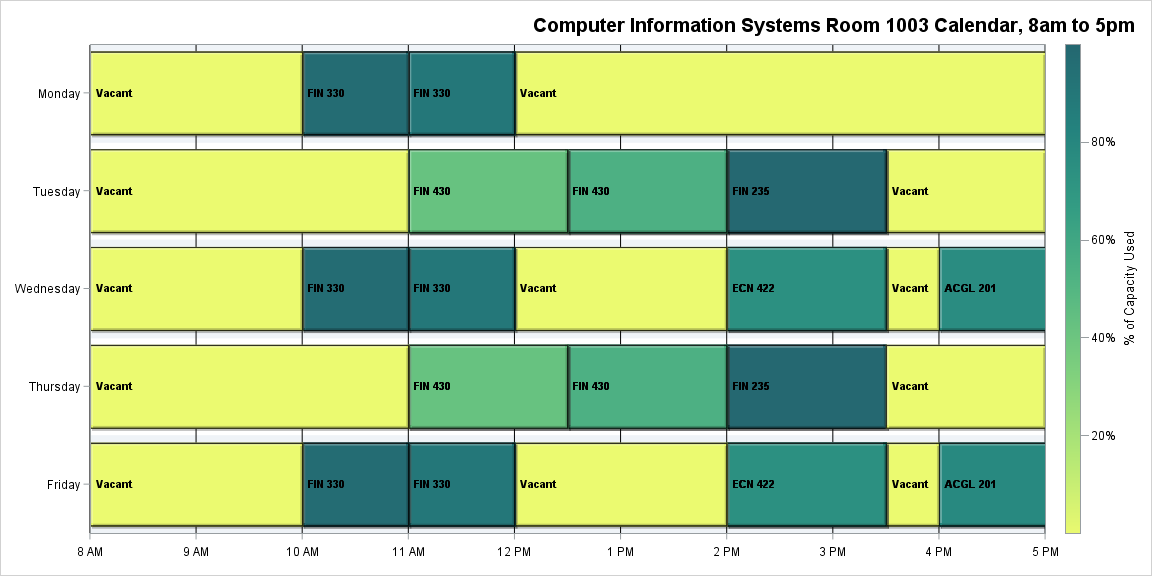 Computer Information Systems Room 1003 Calendar, 8am to 5pm
Monday
Vacant
FIN 330
FIN 330
Vacant
Tuesday
Vacant
FIN 430
FIN 430
FIN 235
Vacant
Wednesday
Vacant
FIN 330
FIN 330
Vacant
ECN 422
Vacant
ACGL 201
Thursday
Vacant
FIN 430
FIN 430
FIN 235
Vacant
Friday
Vacant
FIN 330
FIN 330
Vacant
ECN 422
Vacant
ACGL 201
8 AM
9 AM
10 AM
11 AM
12 PM
1 PM
2 PM
3 PM
4 PM
5 PM
80%
60%
40%
20%
% of Capacity Used